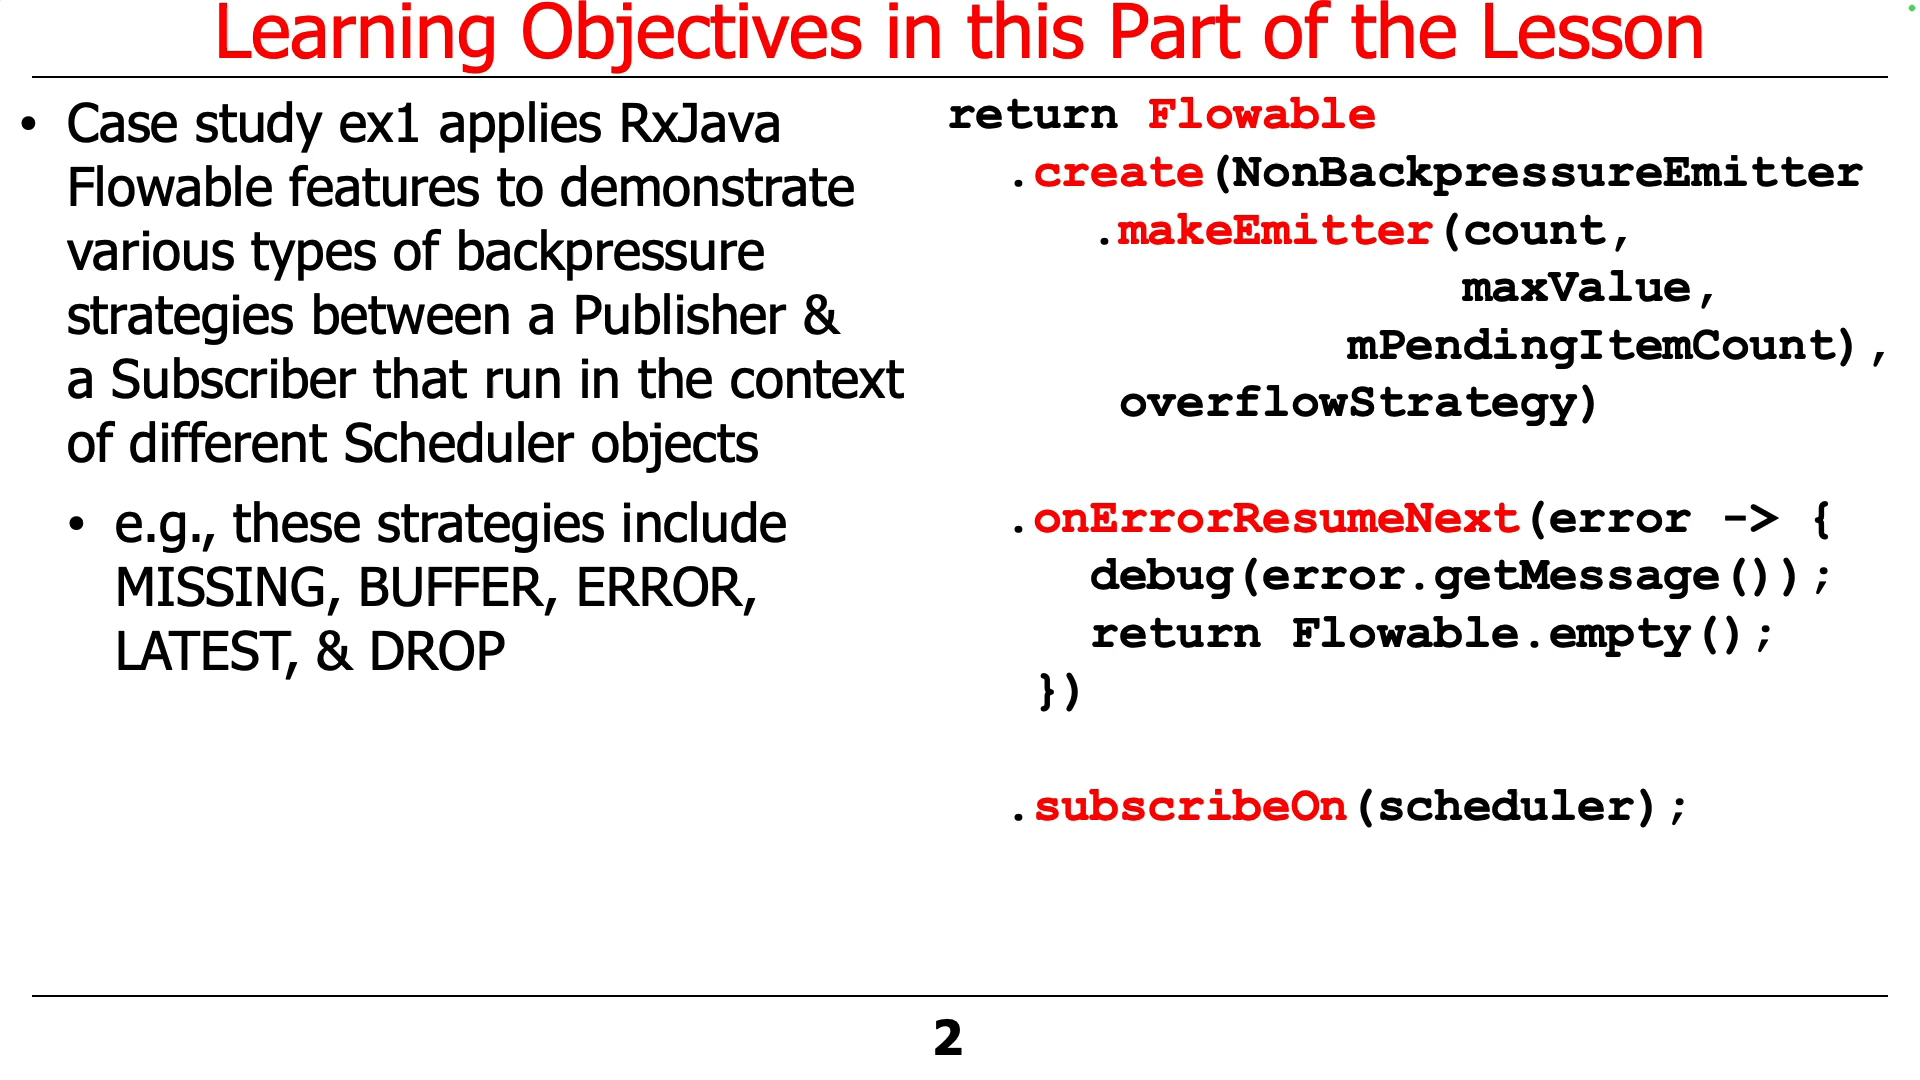 Learning Objectives in this Part of the Lesson
• Case study ex1 applies RxJava
Flowable features to demonstrate
various types of backpressure
strategies between a Publisher &
a Subscriber that run in the context
of different Scheduler objects
• e.g., these strategies include
MISSING, BUFFER, ERROR,
LATEST, & DROP
return Flowable
.create(NonBackpressureEmitter
.makeEmitter(count,
maxValue,
mPendingItemCount),
overflowStrategy)
.onErrorResumeNext(error -> {
debug(error.getMessage());
return Flowable.empty();
})
.subscribeOn(scheduler);
2